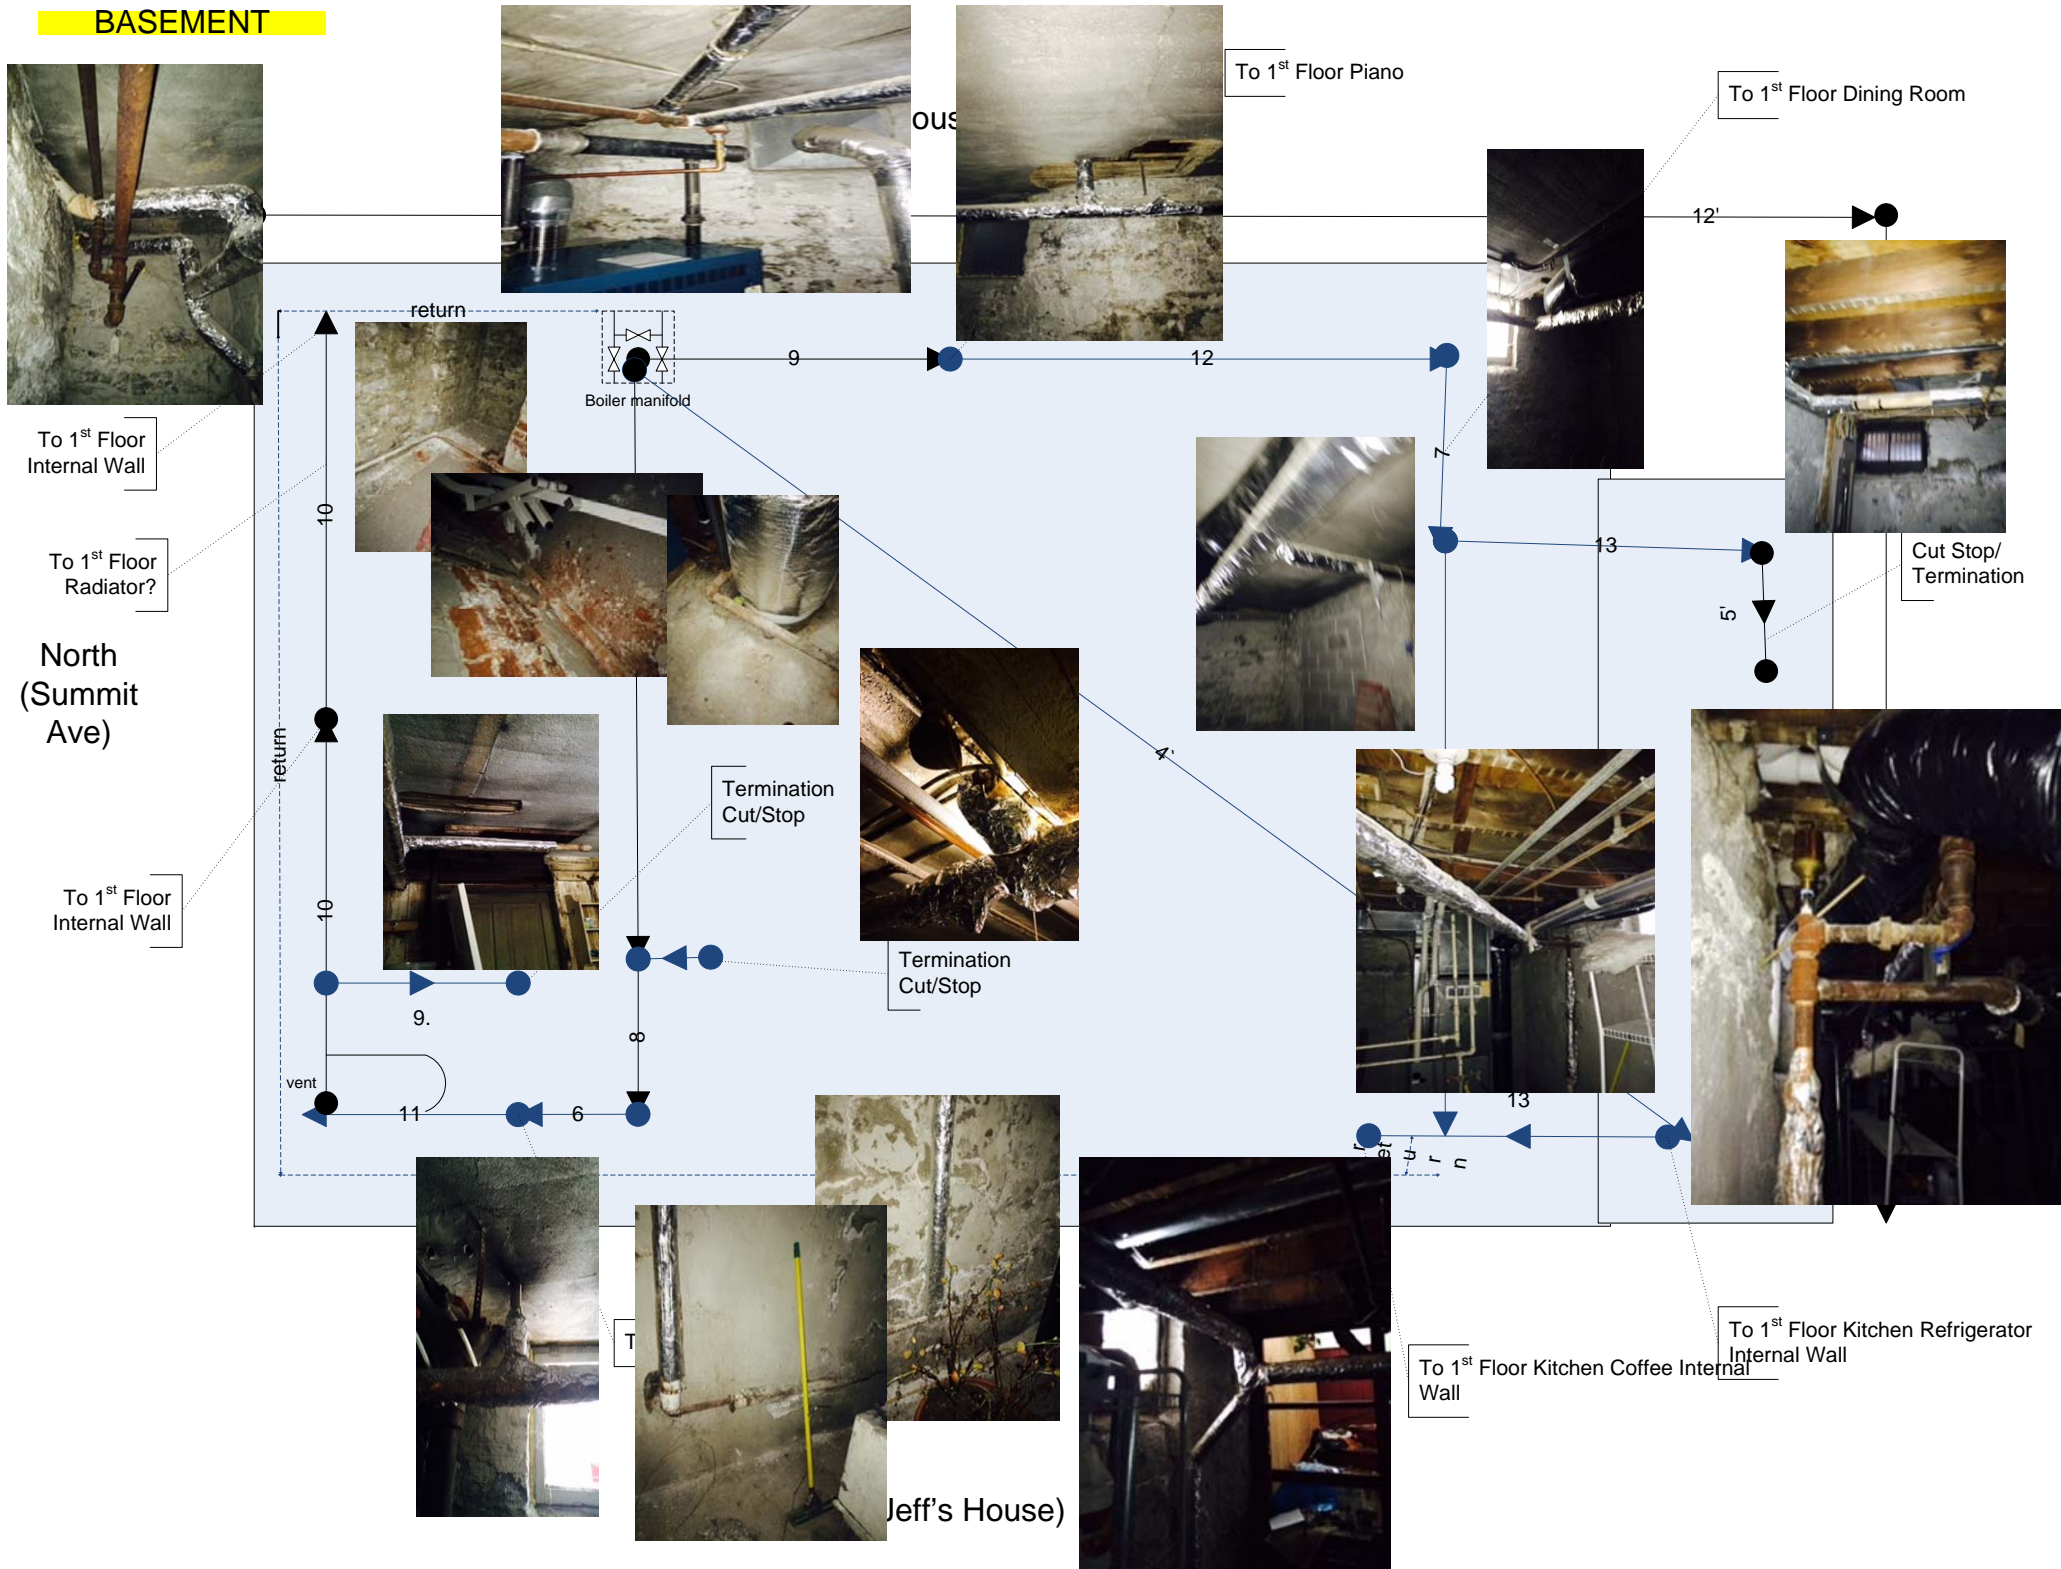 BASEMENT
To 1st Floor Piano
To 1st Floor Dining Room
12'
return
9
12
Boiler manifold
To 1st Floor
Internal Wall
10
7
13
Cut Stop/
Termination
To 1st Floor
Radiator?
5'
North
(Summit
Ave)
return
4'
Termination
Cut/Stop
To 1st Floor
Internal Wall
10
Termination
Cut/Stop
9.
8
vent
11
6
13
return
To 1st Floor Kitchen Refrigerator
Internal Wall
To 1st Floor Kitchen Coffee Internal
Wall
Jeff's House)